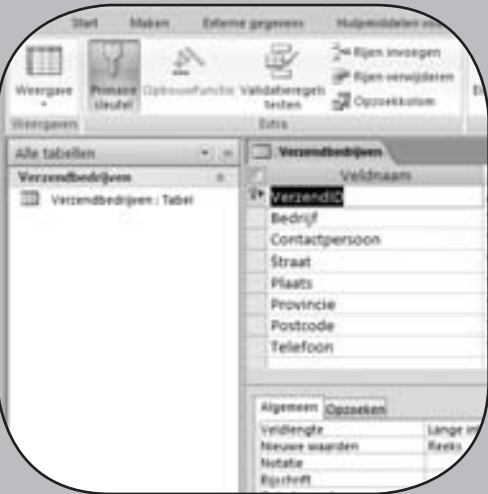 Start Maken Externe gegevens Hulpmiddelen
Weergave Primaire sleutel Opbouwfunctie Validatieregels testen
Rijen invoegen
Rijen verwijderen
Opzoekkolom
Weergaven Extra
Alle tabellen
Verzendbedrijven
Verzendbedrijven : Tabel
Verzendbedrijven
Veldnaam
VerzendID
Bedrijf
Contactpersoon
Straat
Plaats
Provincie
Postcode
Telefoon
Algemeen Opzoeken
Veldlengte Lange
Nieuwe waarden Reeks
Notatie
Bijschrift